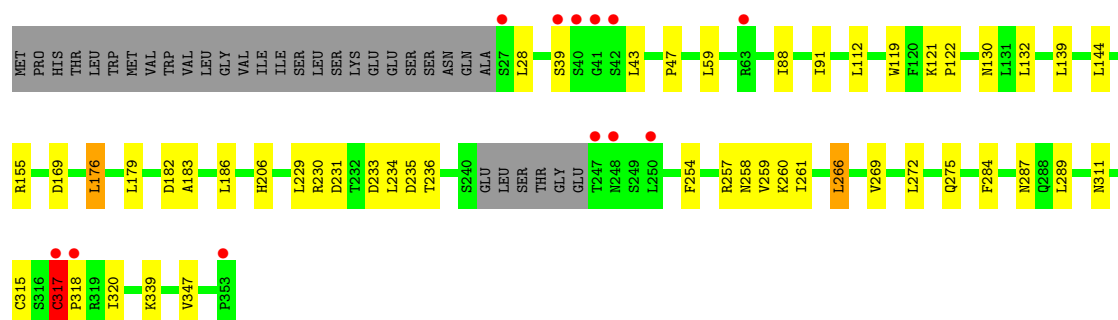 MET PRO HIS THR LEU TRP MET VAL TRP VAL LEU GLY VAL ILE ILE SER LEU SER LYS GLU GLU SER SER ASN GLN ALA S27 L28 S39 S40 G41 S42 L43 P47 L59 R63 I88 I91 L112 W119 F120 K121 P122 N130 L131 L132 L139 L144
R155 D169 L176 L179 D182 A183 L186 H206 L229 R230 D231 T232 D233 L234 D235 T236 S240 GLU LEU SER THR GLY GLU T247 N248 S249 L250 F254 R257 N258 V259 K260 I261 L266 V269 L272 Q275 F284 N287 Q288 L289 N311
C315 S316 C317 P318 R319 I320 K339 V347 P353